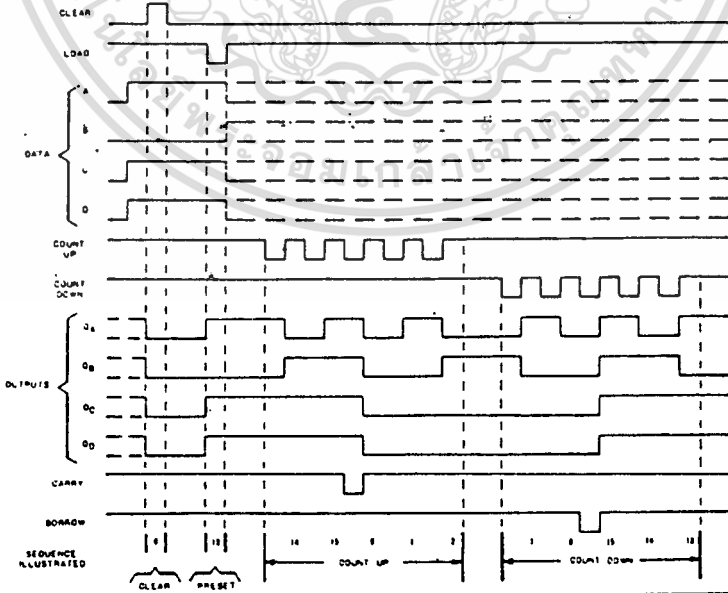 CLEAR
LOAD
A
B
C
D
DATA
COUNT
UP
COUNT
DOWN
QA
QB
QC
QD
OUTPUTS
CARRY
BORROW
SEQUENCE
ILLUSTRATED
0
13
14
15
0
1
2
1
0
15
14
13
COUNT UP
COUNT DOWN
CLEAR
PRESET